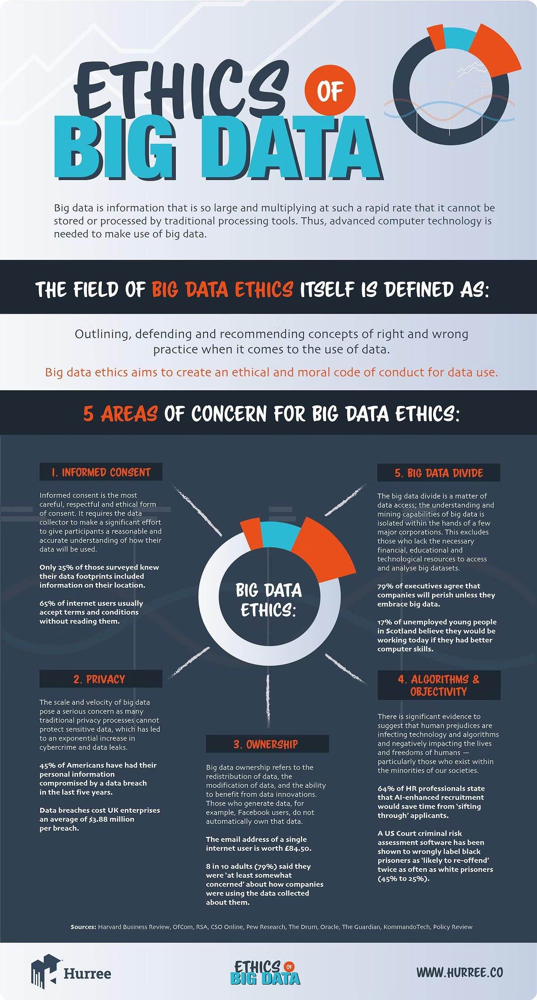 ETHICS OF
BIG DATA
Big data is information that is so large and multiplying at such a rapid rate that it cannot be
stored or processed by traditional processing tools. Thus, advanced computer technology is
needed to make use of big data.
THE FIELD OF BIG DATA ETHICS ITSELF IS DEFINED AS:
Outlining, defending and recommending concepts of right and wrong
practice when it comes to the use of data.
Big data ethics aims to create an ethical and moral code of conduct for data use.
5 AREAS OF CONCERN FOR BIG DATA ETHICS:
BIG DATA
ETHICS:
1. INFORMED CONSENT
Informed consent is the most
careful, respectful and ethical form
of consent. It requires the data
collector to make a significant effort
to give participants a reasonable and
accurate understanding of how their
data will be used.
Only 25% of those surveyed knew
their data footprints included
information on their location.
65% of internet users usually
accept terms and conditions
without reading them.
2. PRIVACY
The scale and velocity of big data
pose a serious concern as many
traditional privacy processes cannot
protect sensitive data, which has led
to an exponential increase in
cybercrime and data leaks.
45% of Americans have had their
personal information
compromised by a data breach
in the last five years.
Data breaches cost UK enterprises
an average of $3.88 million
per breach.
3. OWNERSHIP
Big data ownership refers to the
redistribution of data, the
modification of data, and the ability
to benefit from data innovations.
Those who generate data, for
example, Facebook users, do not
automatically own that data.
The email address of a single
internet user is worth £84.50.
8 in 10 adults (79%) said they
were ‘at least somewhat
concerned’ about how companies
were using the data collected
about them.
4. ALGORITHMS &
OBJECTIVITY
There is significant evidence to
suggest that human prejudices are
infecting technology and algorithms
and negatively impacting the lives
and freedoms of humans —
particularly those who exist within
the minorities of our societies.
64% of HR professionals state
that AI-enhanced recruitment
would save time from ‘sifting
through’ applicants.
A US Court criminal risk
assessment software has been
shown to wrongly label black
prisoners as ‘likely to re-offend’
twice as often as white prisoners
(45% to 25%).
5. BIG DATA DIVIDE
The big data divide is a matter of
data access; the understanding and
mining capabilities of big data is
isolated within the hands of a few
major corporations. This excludes
those who lack the necessary
financial, educational and
technological resources to access
and analyse big datasets.
79% of executives agree that
companies will perish unless they
embrace big data.
17% of unemployed young people
in Scotland believe they would be
working today if they had better
computer skills.
Sources: Harvard Business Review, OfCom, RSA, CSO Online, Pew Research, The Drum, Oracle, The Guardian, KommandoTech, Policy Review
Hurree
ETHICS OF
BIG DATA
WWW.HURREE.CO